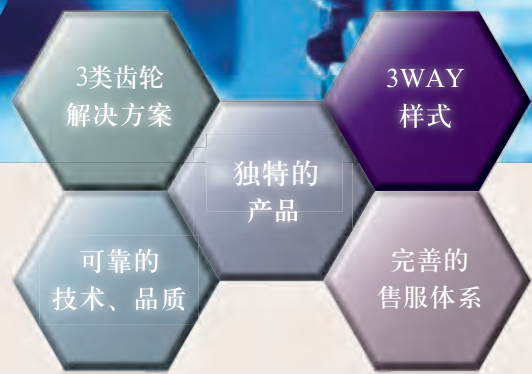 3类齿轮
解决方案
3WAY
样式
独特的
产品
可靠的
技术、品质
完善的
售服体系